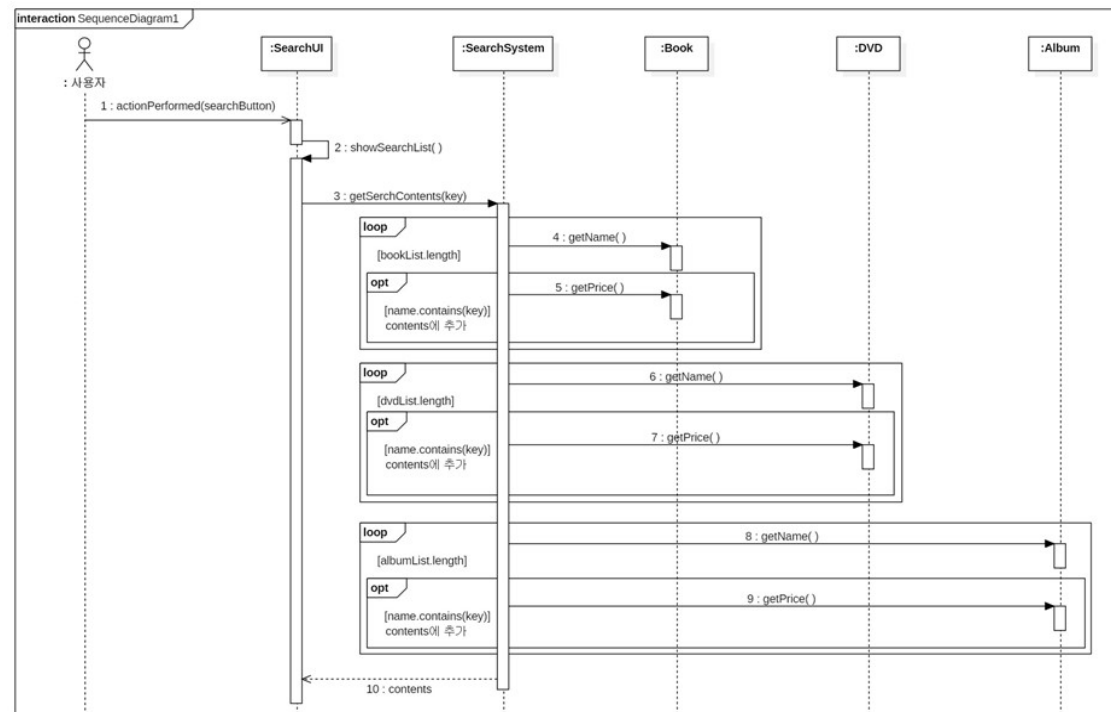 interaction SequenceDiagram1
:SearchUI
:SearchSystem
:Book
:DVD
:Album
: 사용자
1 : actionPerformed(searchButton)
2 : showSearchList( )
3 : getSerchContents(key)
loop
4 : getName( )
[bookList.length]
opt
5 : getPrice( )
[name.contains(key)]
contents에 추가
loop
6 : getName( )
[dvdList.length]
opt
7 : getPrice( )
[name.contains(key)]
contents에 추가
loop
8 : getName( )
[albumList.length]
opt
9 : getPrice( )
[name.contains(key)]
contents에 추가
10 : contents